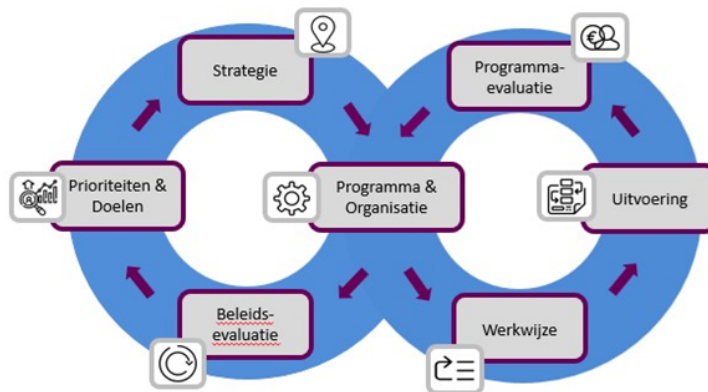 Strategie
Programma-
evaluatie
Prioriteiten &
Doelen
Programma &
Organisatie
Uitvoering
Beleids-
evaluatie
Werkwijze